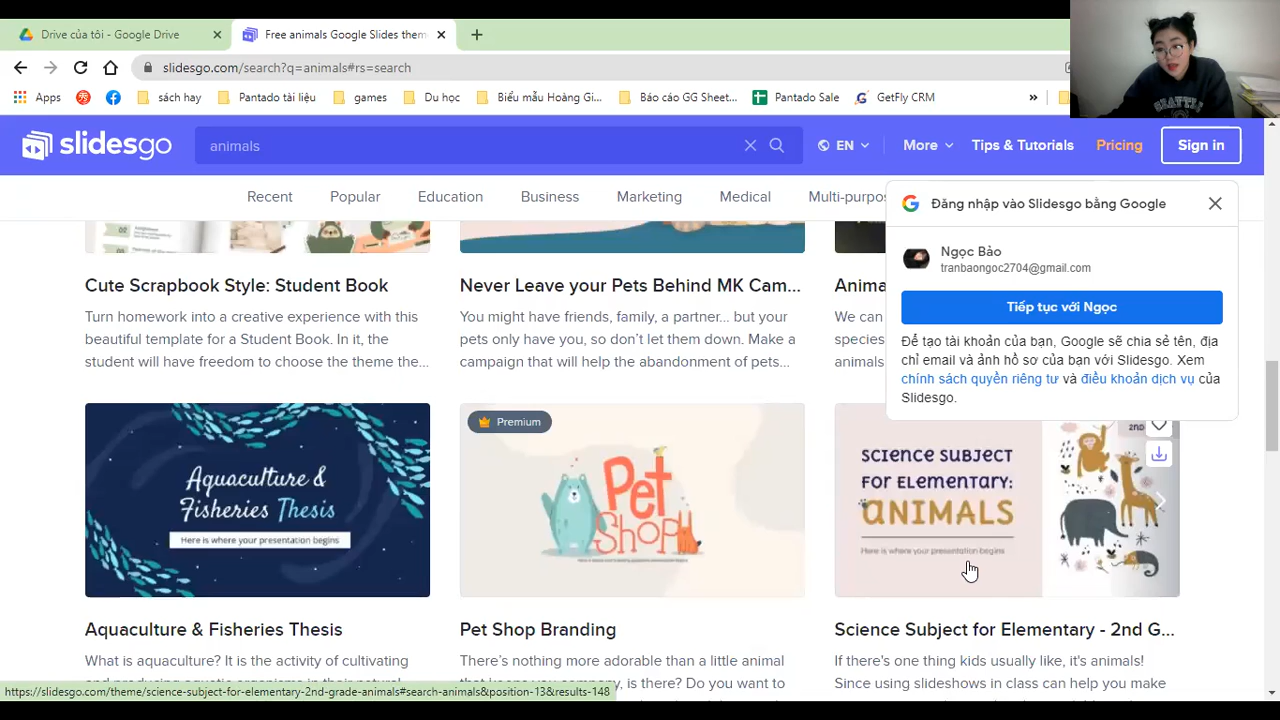 Drive của tôi - Google Drive
Free animals Google Slides them
slidesgo.com/search?q=animals#rs=search
Apps
sách hay
Pantado tài liệu
games
Du học
Biểu mẫu Hoàng Gi...
Báo cáo GG Sheet...
Pantado Sale
GetFly CRM
»
SEATTLE
slidesgo
animals
EN
More
Tips & Tutorials
Pricing
Sign in
Recent
Popular
Education
Business
Marketing
Medical
Multi-purpos
Đăng nhập vào Slidesgo bằng Google
Ngọc Bảo
tranbaongoc2704@gmail.com
Tiếp tục với Ngọc
Để tạo tài khoản của bạn, Google sẽ chia sẻ tên, địa
chỉ email và ảnh hồ sơ của bạn với Slidesgo. Xem
chính sách quyền riêng tư và điều khoản dịch vụ của
Slidesgo.
Cute Scrapbook Style: Student Book
Turn homework into a creative experience with this
beautiful template for a Student Book. In it, the
student will have freedom to choose the theme the...
Never Leave your Pets Behind MK Cam...
You might have friends, family, a partner... but your
pets only have you, so don't let them down. Make a
campaign that will help the abandonment of pets...
Anima
We can
species
animals
Aquaculture &
Fisheries Thesis
Here is where your presentation begins
Premium
Pet
Shop
SCIENCE SUBJECT
FOR ELEMENTARY:
ANIMALS
Here is where your presentation begins
2ND
Aquaculture & Fisheries Thesis
What is aquaculture? It is the activity of cultivating
Pet Shop Branding
There's nothing more adorable than a little animal
that keeps you company, is there? Do you want to
Science Subject for Elementary - 2nd G...
If there's one thing kids usually like, it's animals!
Since using slideshows in class can help you make
https://slidesgo.com/theme/science-subject-for-elementary-2nd-grade-animals#search-animals&position-13&results-148